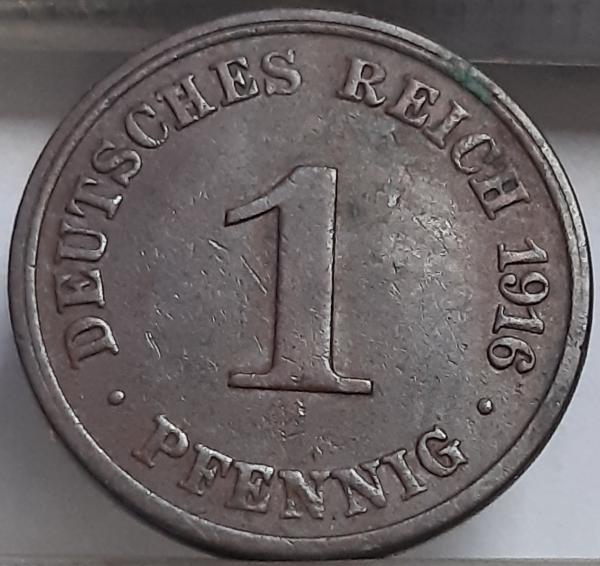 DEUTSCHES REICH 1916
1
• PFENNIG •